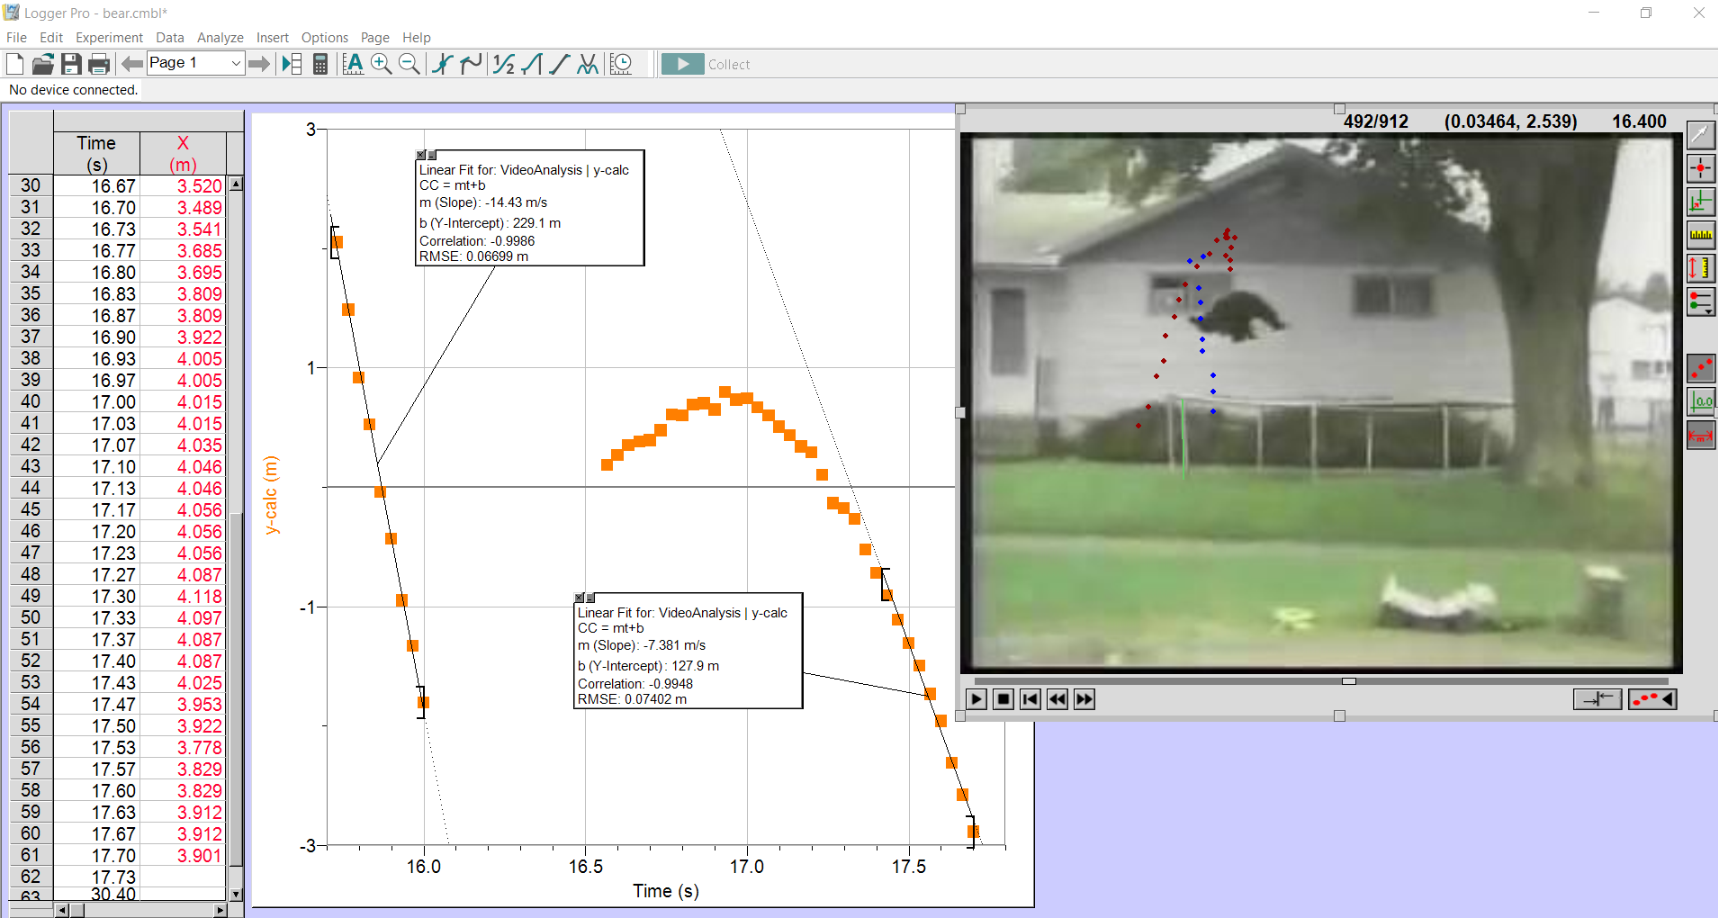 Logger Pro - bear.cmbl*
File Edit Experiment Data Analyze Insert Options Page Help
Page 1
Collect
No device connected.
Time X
(s) (m)
30 16.67 3.520
31 16.70 3.489
32 16.73 3.541
33 16.77 3.685
34 16.80 3.695
35 16.83 3.809
36 16.87 3.809
37 16.90 3.922
38 16.93 4.005
39 16.97 4.005
40 17.00 4.015
41 17.03 4.015
42 17.07 4.035
43 17.10 4.046
44 17.13 4.046
45 17.17 4.056
46 17.20 4.056
47 17.23 4.056
48 17.27 4.087
49 17.30 4.118
50 17.33 4.097
51 17.37 4.087
52 17.40 4.087
53 17.43 4.025
54 17.47 3.953
55 17.50 3.922
56 17.53 3.778
57 17.57 3.829
58 17.60 3.829
59 17.63 3.912
60 17.67 3.912
61 17.70 3.901
62 17.73
63 30.40
3
1
-1
-3
y-calc (m)
16.0 16.5 17.0 17.5
Time (s)
Linear Fit for: VideoAnalysis | y-calc
CC = mt+b
m (Slope): -14.43 m/s
b (Y-Intercept): 229.1 m
Correlation: -0.9986
RMSE: 0.06699 m
Linear Fit for: VideoAnalysis | y-calc
CC = mt+b
m (Slope): -7.381 m/s
b (Y-Intercept): 127.9 m
Correlation: -0.9948
RMSE: 0.07402 m
492/912 (0.03464, 2.539) 16.400